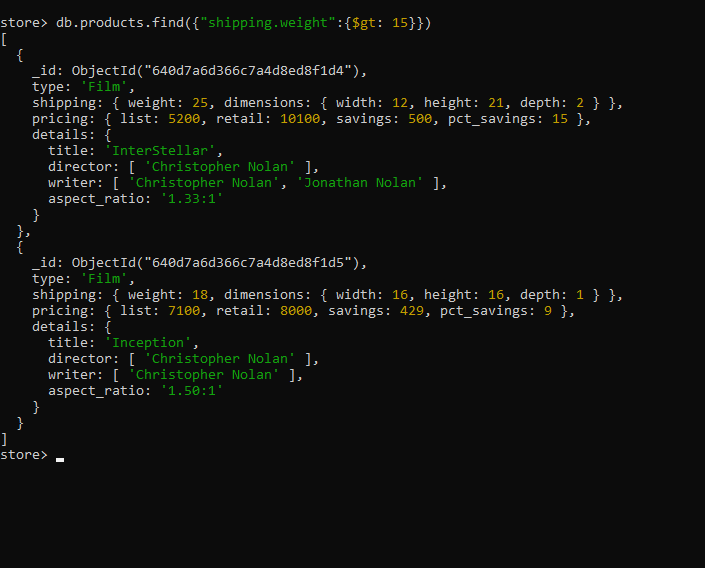 store> db.products.find({"shipping.weight":{$gt: 15}})
[
  {
    _id: ObjectId("640d7a6d366c7a4d8ed8f1d4"),
    type: 'Film',
    shipping: { weight: 25, dimensions: { width: 12, height: 21, depth: 2 } },
    pricing: { list: 5200, retail: 10100, savings: 500, pct_savings: 15 },
    details: {
      title: 'InterStellar',
      director: [ 'Christopher Nolan' ],
      writer: [ 'Christopher Nolan', 'Jonathan Nolan' ],
      aspect_ratio: '1.33:1'
    }
  },
  {
    _id: ObjectId("640d7a6d366c7a4d8ed8f1d5"),
    type: 'Film',
    shipping: { weight: 18, dimensions: { width: 16, height: 16, depth: 1 } },
    pricing: { list: 7100, retail: 8000, savings: 429, pct_savings: 9 },
    details: {
      title: 'Inception',
      director: [ 'Christopher Nolan' ],
      writer: [ 'Christopher Nolan' ],
      aspect_ratio: '1.50:1'
    }
  }
]
store>